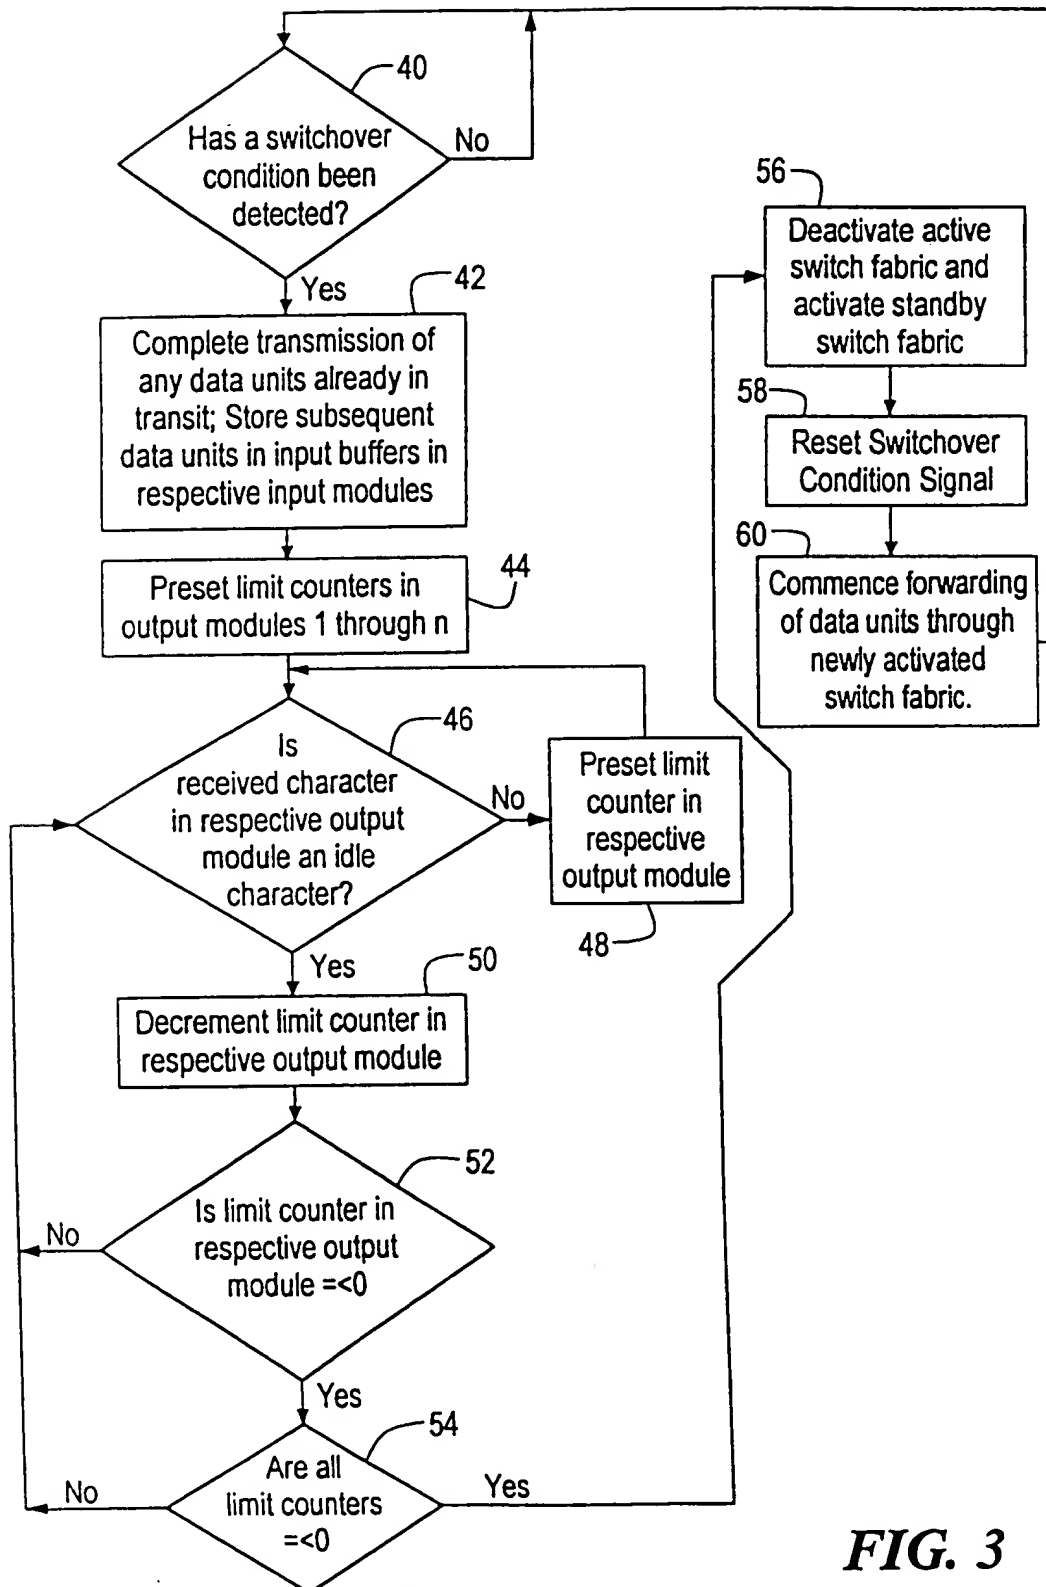 40
Has a switchover
condition been
detected?
No
Yes
42
Complete transmission of
any data units already in
transit; Store subsequent
data units in input buffers in
respective input modules
44
Preset limit counters in
output modules 1 through n
46
Is
received character
in respective output
module an idle
character?
No
Preset limit
counter in
respective
output module
48
Yes
50
Decrement limit counter in
respective output module
52
Is limit counter in
respective output
module =<0
No
Yes
54
Are all
limit counters
=<0
No
Yes
56
Deactivate active
switch fabric and
activate standby
switch fabric
58
Reset Switchover
Condition Signal
60
Commence forwarding
of data units through
newly activated
switch fabric.
FIG. 3